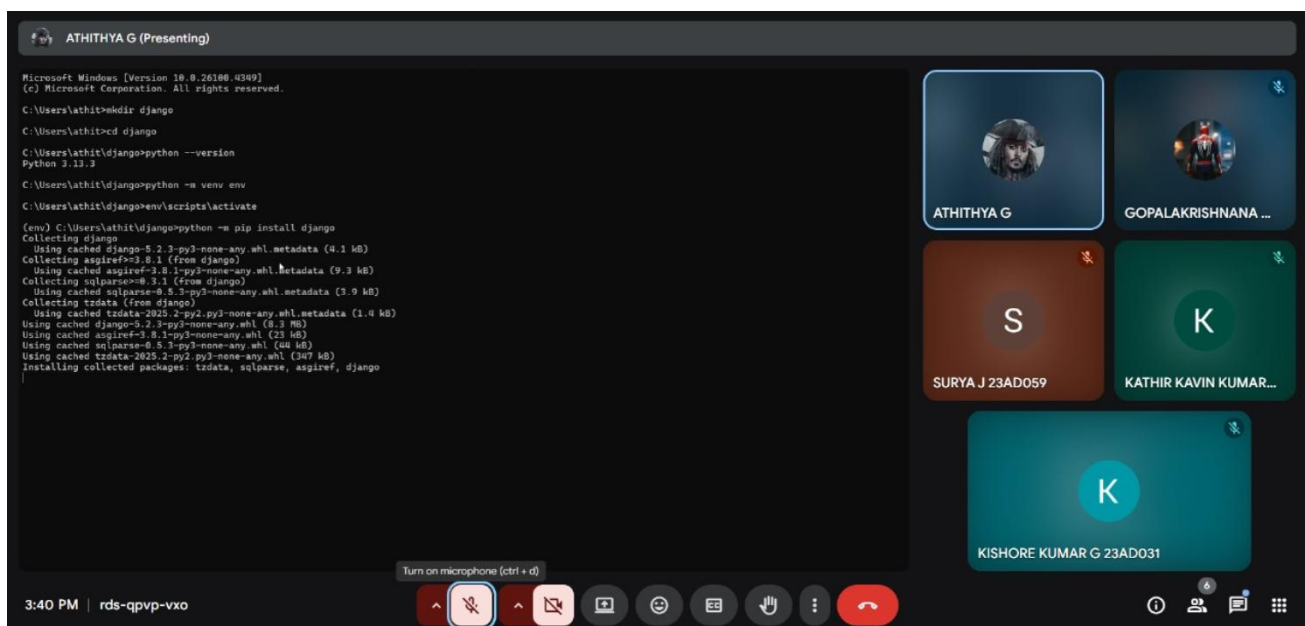 ATHITHYA G (Presenting)
Microsoft Windows [Version 10.0.26100.4349]
(c) Microsoft Corporation. All rights reserved.
C:\Users\athit>mkdir django
C:\Users\athit>cd django
C:\Users\athit\django>python --version
Python 3.13.3
C:\Users\athit\django>python -m venv env
C:\Users\athit\django>env\scripts\activate
(env) C:\Users\athit\django>python -m pip install django
Collecting django
Using cached django-5.2.3-py3-none-any.whl.metadata (4.1 kB)
Collecting asgiref>=3.8.1 (from django)
Using cached asgiref-3.8.1-py3-none-any.whl.metadata (9.3 kB)
Collecting sqlparse>=0.3.1 (from django)
Using cached sqlparse-0.5.3-py3-none-any.whl.metadata (3.9 kB)
Collecting tzdata (from django)
Using cached tzdata-2025.2-py2.py3-none-any.whl.metadata (1.4 kB)
Using cached django-5.2.3-py3-none-any.whl (8.3 MB)
Using cached asgiref-3.8.1-py3-none-any.whl (23 kB)
Using cached sqlparse-0.5.3-py3-none-any.whl (44 kB)
Using cached tzdata-2025.2-py2.py3-none-any.whl (347 kB)
Installing collected packages: tzdata, sqlparse, asgiref, django
ATHITHYA G
GOPALAKRISHNANA ...
S
SURYA J 23AD059
K
KATHIR KAVIN KUMAR...
K
KISHORE KUMAR G 23AD031
Turn on microphone (ctrl + d)
3:40 PM | rds-qpvp-vxo
CC
6